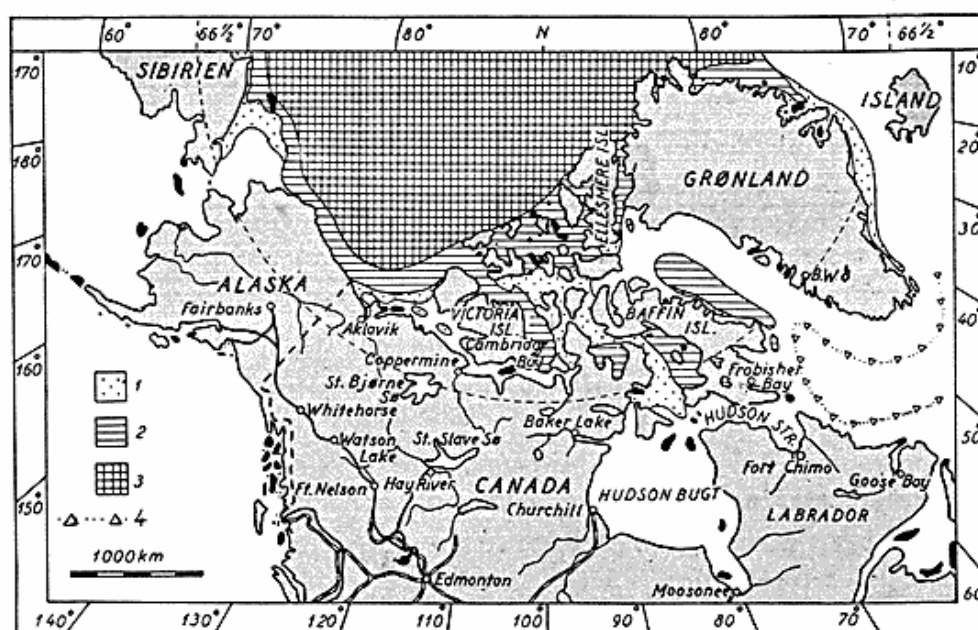 60° 66½° 80° N 60° 70° 66½°
170° 10°
SIBIRIEN
ISLAND
180° 20°
ELLESMERE ISL.
GRØNLAND
30°
170°
B.W.8
ALASKA
40°
Fairbanks
Aklavik
VICTORIA
ISL.
BAFFIN
ISL.
Cambridge
Bay
160°
Coppermine
Frobisher
Bay
St. Bjørne
Sø
50°
1
Whitehorse
HUDSON STR.
Baker Lake
2
Watson
Lake
St. Slave Sø
Fort Chimo
3
Ft. Nelson
Hay River
CANADA
HUDSON BUGT
Goose Bay
150°
Churchill
LABRADOR
4
1000 km
Edmonton
Moosonee
60
140° 130° 120° 110° 100° 90° 80° 70°